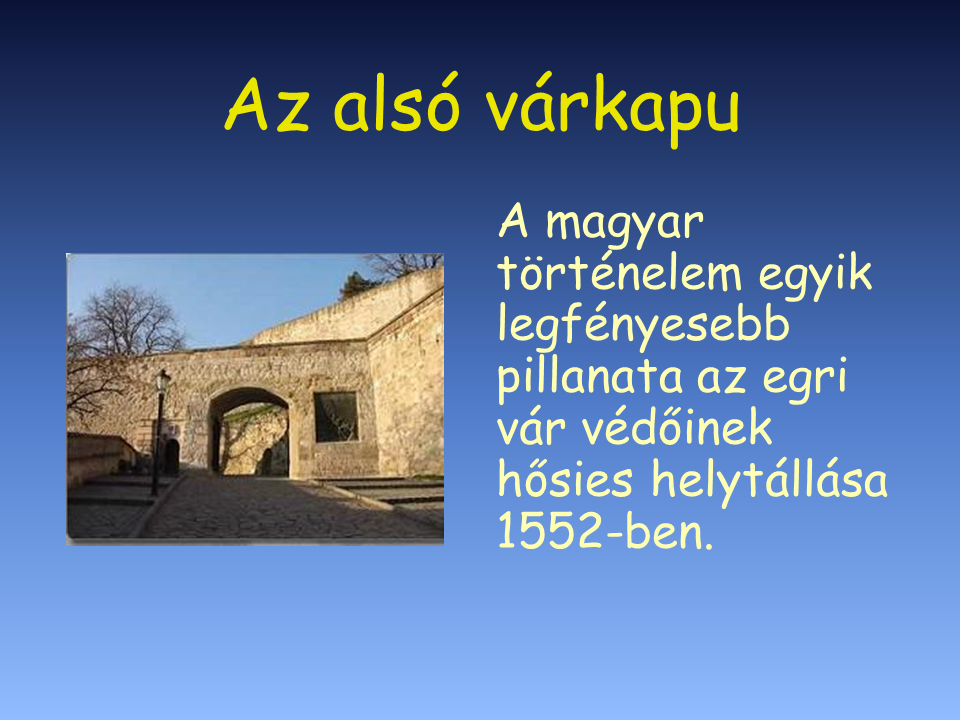 Az alsó várkapu
A magyar
történelem egyik
legfényesebb
pillanata az egri
vár védőinek
hősies helytállása
1552-ben.